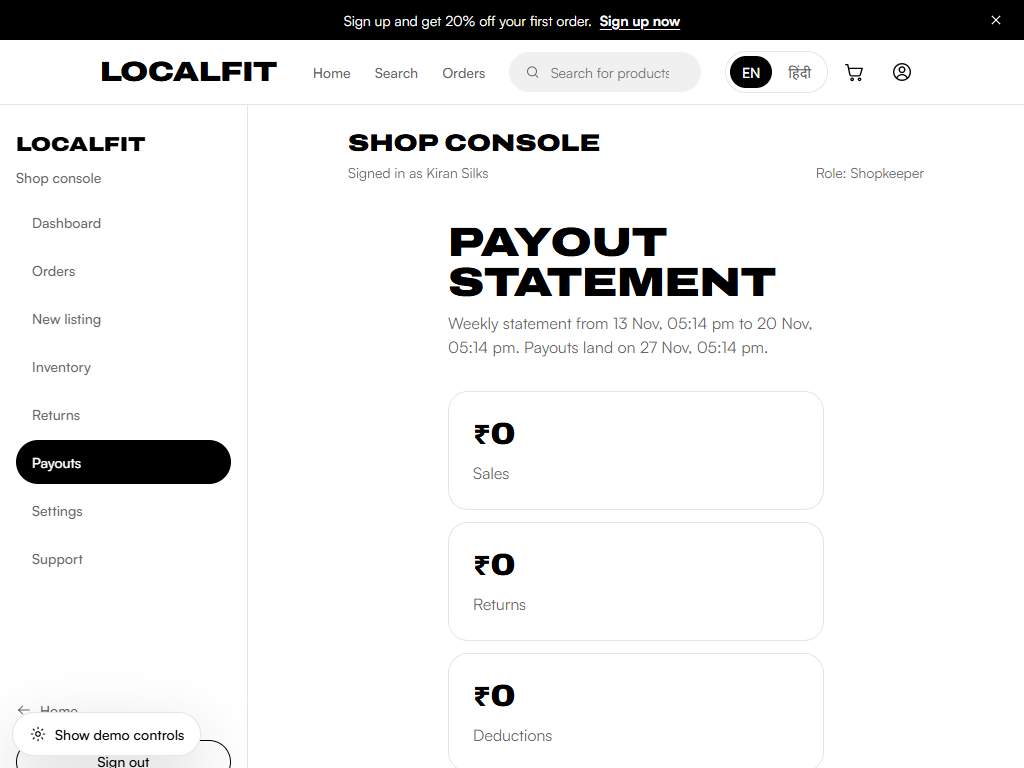 Sign up and get 20% off your first order. Sign up now
LOCALFIT
Home
Search
Orders
Search for products
EN
हिंदी
LOCALFIT
Shop console
Dashboard
Orders
New listing
Inventory
Returns
Payouts
Settings
Support
Home
Show demo controls
Sign out
SHOP CONSOLE
Signed in as Kiran Silks
Role: Shopkeeper
PAYOUT
STATEMENT
Weekly statement from 13 Nov, 05:14 pm to 20 Nov,
05:14 pm. Payouts land on 27 Nov, 05:14 pm.
₹0
Sales
₹0
Returns
₹0
Deductions